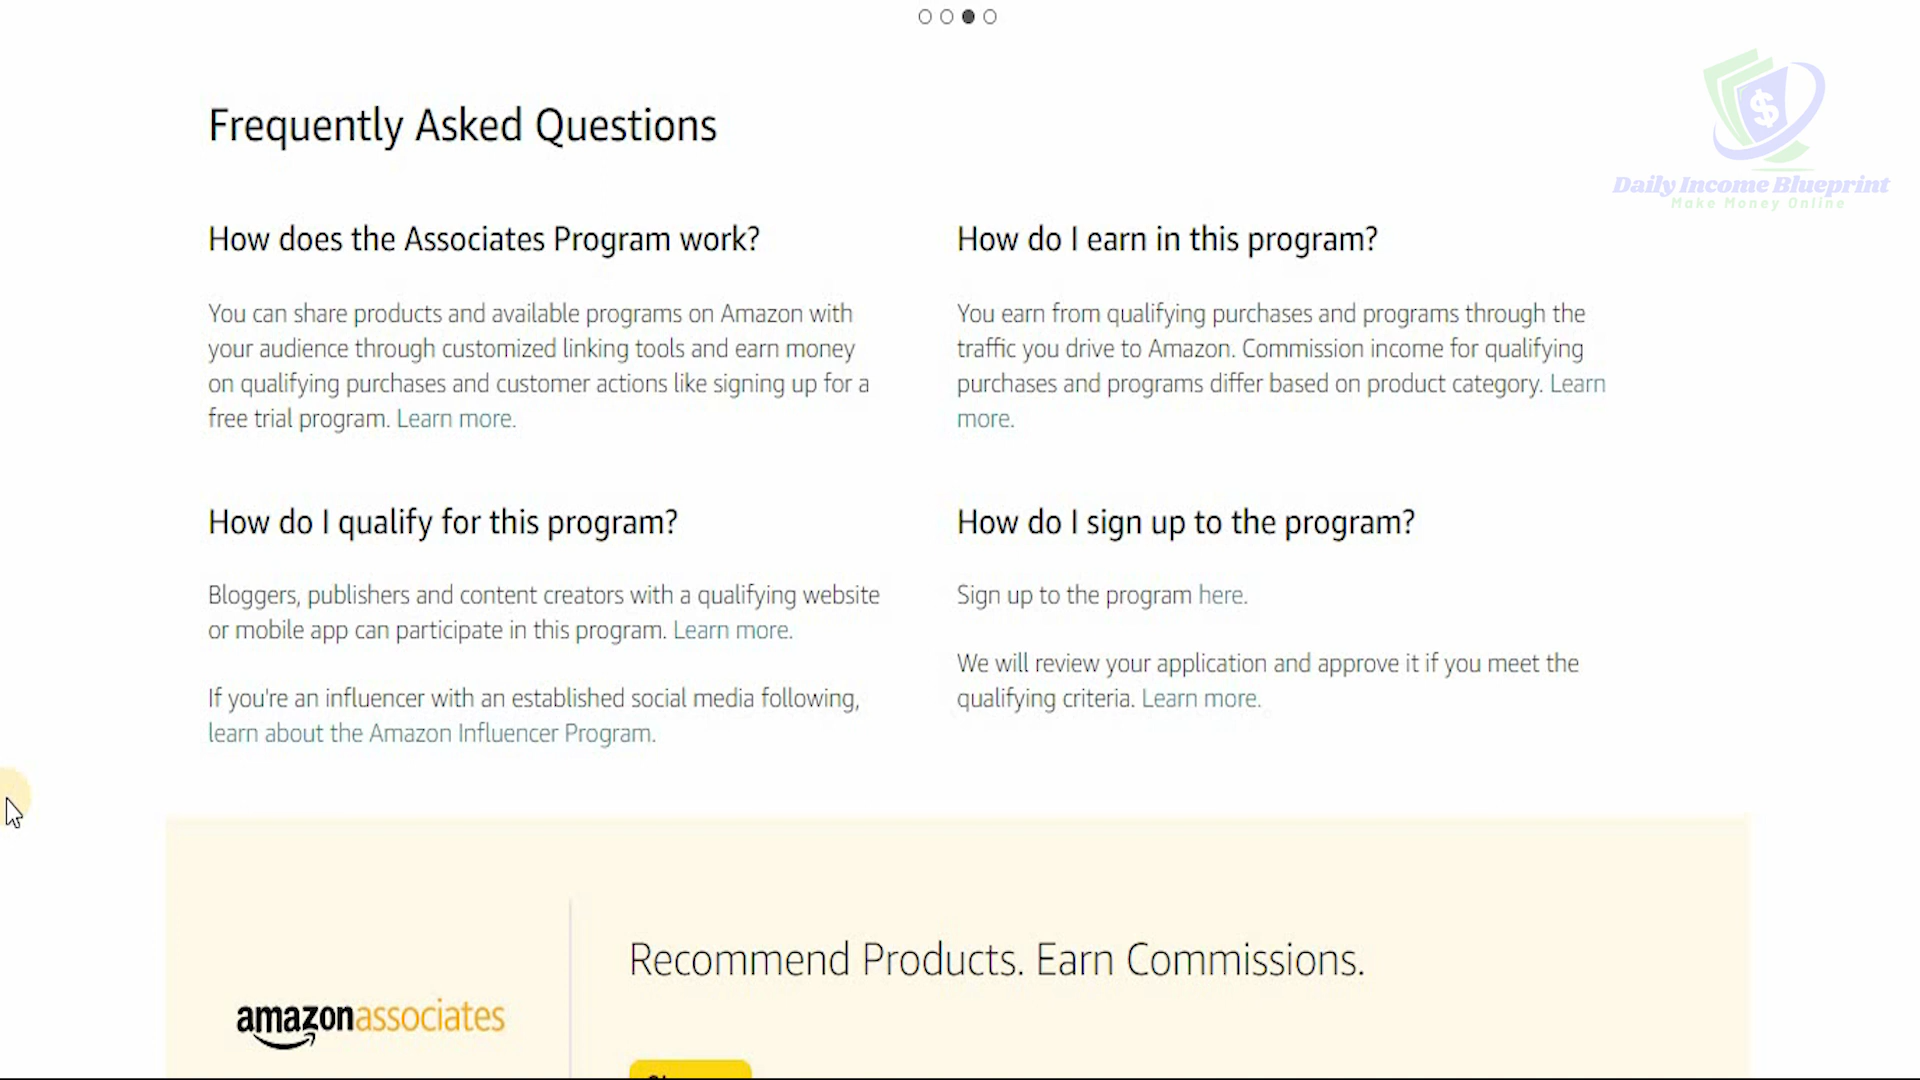 Frequently Asked Questions
Daily Income Blueprint
Make Money Online
How does the Associates Program work?
You can share products and available programs on Amazon with
your audience through customized linking tools and earn money
on qualifying purchases and customer actions like signing up for a
free trial program. Learn more.
How do I earn in this program?
You earn from qualifying purchases and programs through the
traffic you drive to Amazon. Commission income for qualifying
purchases and programs differ based on product category. Learn
more.
How do I qualify for this program?
Bloggers, publishers and content creators with a qualifying website
or mobile app can participate in this program. Learn more.
If you're an influencer with an established social media following,
learn about the Amazon Influencer Program.
How do I sign up to the program?
Sign up to the program here.
We will review your application and approve it if you meet the
qualifying criteria. Learn more.
amazonassociates
Recommend Products. Earn Commissions.